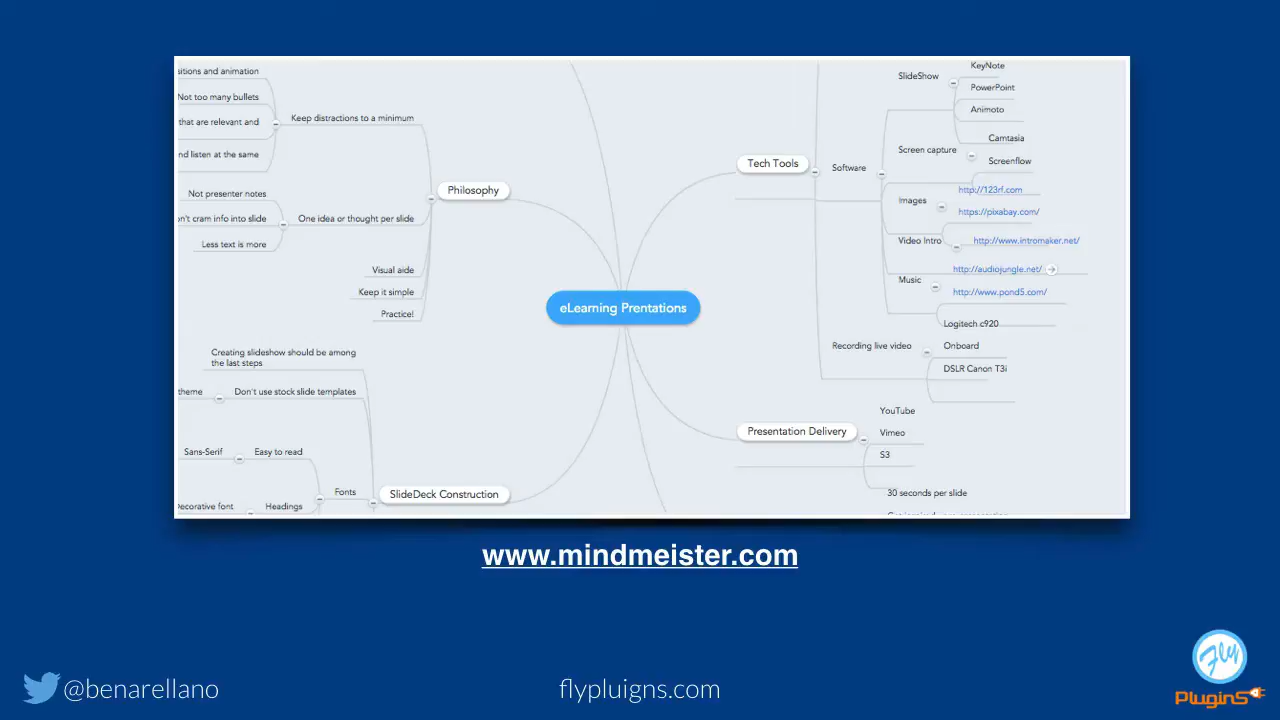 sitions and animation
Not too many bullets
that are relevant and
nd listen at the same
Keep distractions to a minimum
Not presenter notes
n't cram info into slide
Less text is more
One idea or thought per slide
Philosophy
Visual aide
Keep it simple
Practice!
Creating slideshow should be among
the last steps
theme
Don't use stock slide templates
Sans-Serif
Easy to read
Decorative font
Headings
Fonts
SlideDeck Construction
eLearning Prentations
Tech Tools
Software
SlideShow
KeyNote
PowerPoint
Animoto
Screen capture
Camtasia
Screenflow
Images
http://123rf.com
https://pixabay.com/
Video Intro
http://www.intromaker.net/
Music
http://audiojungle.net/
http://www.pond5.com/
Recording live video
Logitech c920
Onboard
DSLR Canon T3i
Presentation Delivery
YouTube
Vimeo
S3
30 seconds per slide
www.mindmeister.com
@benarellano
flypluigns.com
Fly
PluginS